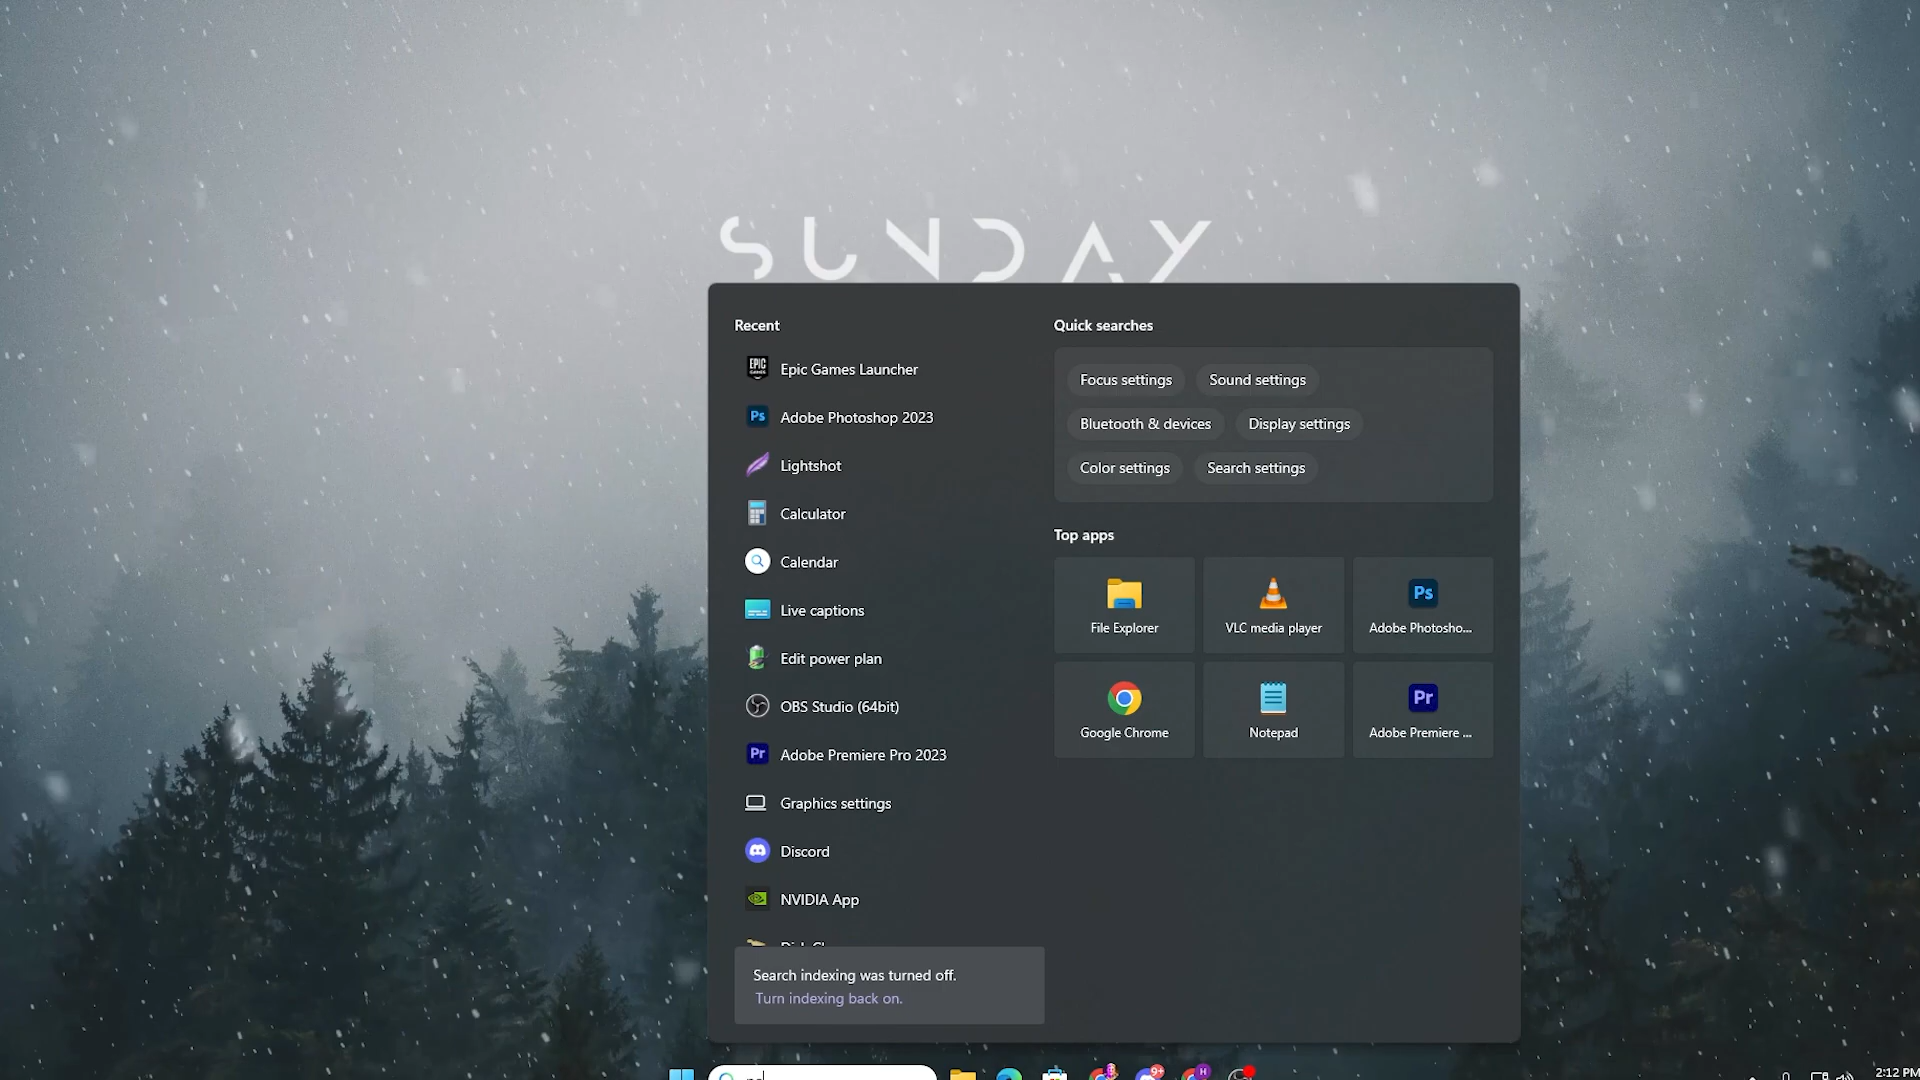 SUNDAY
Recent
Epic Games Launcher
Adobe Photoshop 2023
Lightshot
Calculator
Calendar
Live captions
Edit power plan
OBS Studio (64bit)
Adobe Premiere Pro 2023
Graphics settings
Discord
NVIDIA App
Search indexing was turned off.
Turn indexing back on.
Quick searches
Focus settings
Sound settings
Bluetooth & devices
Display settings
Color settings
Search settings
Top apps
File Explorer
VLC media player
Adobe Photosho...
Google Chrome
Notepad
Adobe Premiere ...
2:12 PM